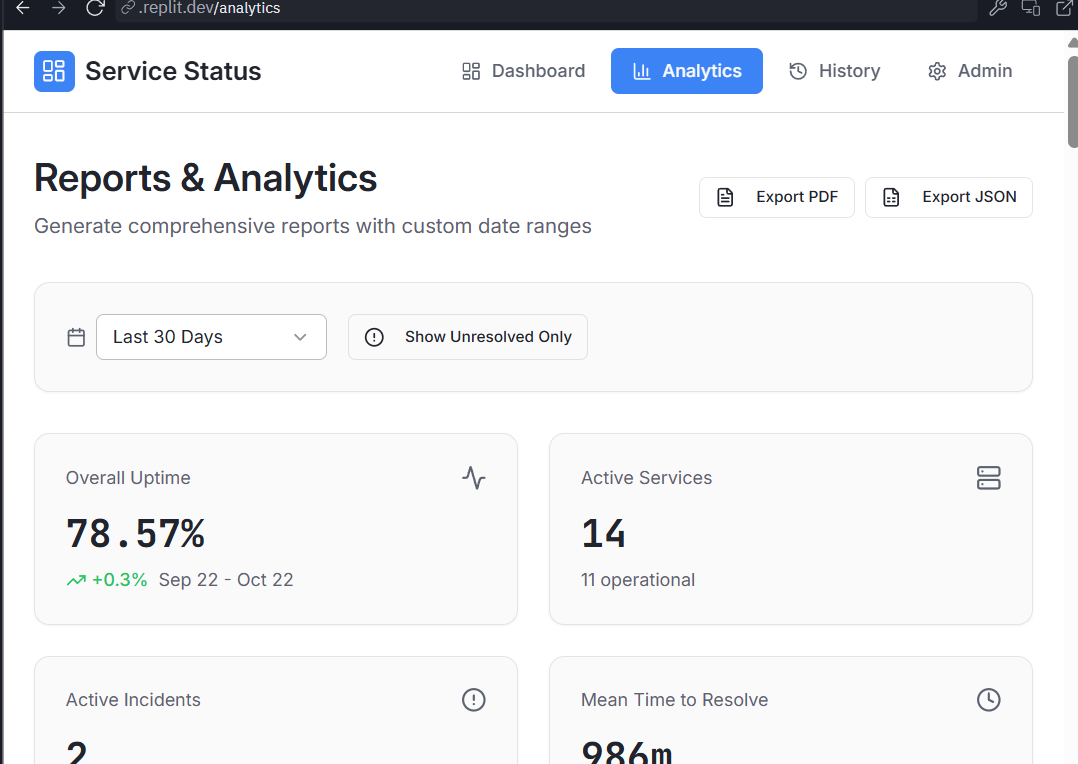 .replit.dev/analytics
Service Status
Dashboard
Analytics
History
Admin
Reports & Analytics
Generate comprehensive reports with custom date ranges
Export PDF
Export JSON
Last 30 Days
Show Unresolved Only
Overall Uptime
78.57%
+0.3% Sep 22 - Oct 22
Active Services
14
11 operational
Active Incidents
2
Mean Time to Resolve
986m